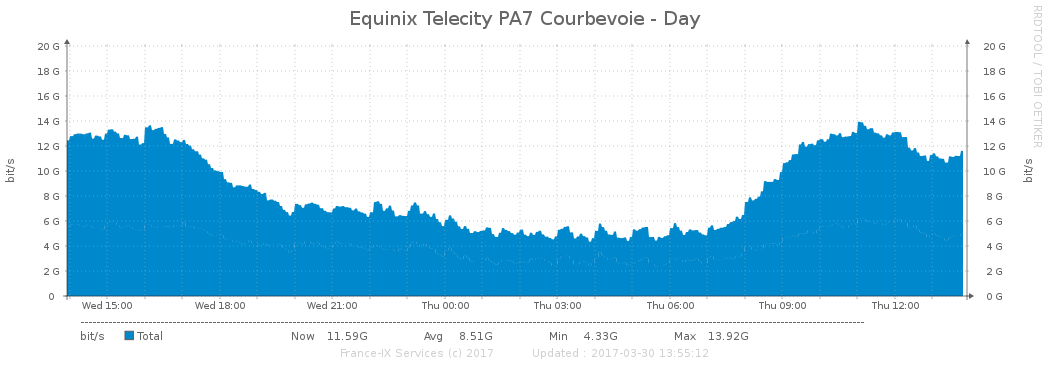 Equinix Telecity PA7 Courbevoie - Day
RRDTOOL / TOBI OETIKER
20 G 20 G
18 G 18 G
16 G 16 G
14 G 14 G
12 G 12 G
10 G 10 G
8 G 8 G
6 G 6 G
4 G 4 G
2 G 2 G
0 0 G
bit/s
bit/s
Wed 15:00 Wed 18:00 Wed 21:00 Thu 00:00 Thu 03:00 Thu 06:00 Thu 09:00 Thu 12:00
bit/s Total Now 11.59G Avg 8.51G Min 4.33G Max 13.92G
France-IX Services (c) 2017 Updated : 2017-03-30 13:55:12